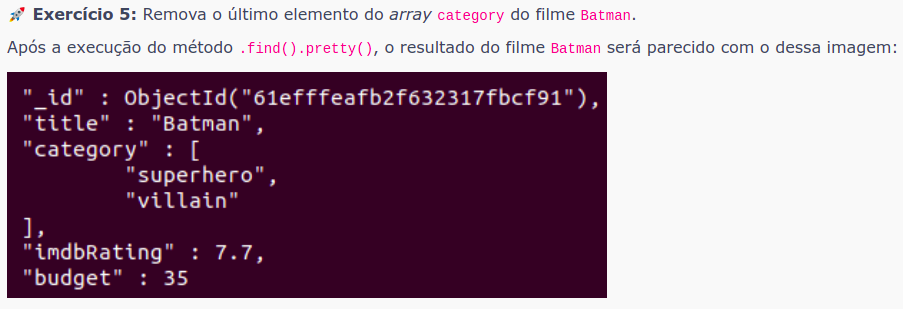 🚀 Exercício 5: Remova o último elemento do array category do filme Batman.
Após a execução do método .find().pretty(), o resultado do filme Batman será parecido com o dessa imagem:
"_id" : ObjectId("61efffeafb2f632317fbcf91"),
"title" : "Batman",
"category" : [
"superhero",
"villain"
],
"imdbRating" : 7.7,
"budget" : 35